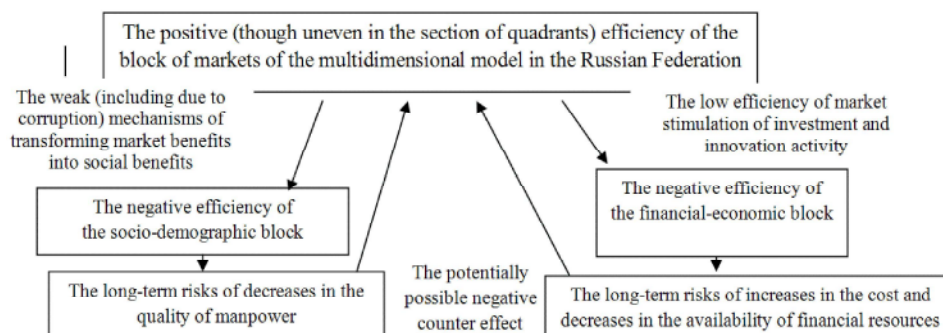 The positive (though uneven in the section of quadrants) efficiency of the
block of markets of the multidimensional model in the Russian Federation
The weak (including due to
corruption) mechanisms of
transforming market benefits
into social benefits
The low efficiency of market
stimulation of investment and
innovation activity
The negative efficiency of
the socio-demographic block
The negative efficiency of
the financial-economic block
The long-term risks of decreases in the
quality of manpower
The potentially
possible negative
counter effect
The long-term risks of increases in the cost and
decreases in the availability of financial resources